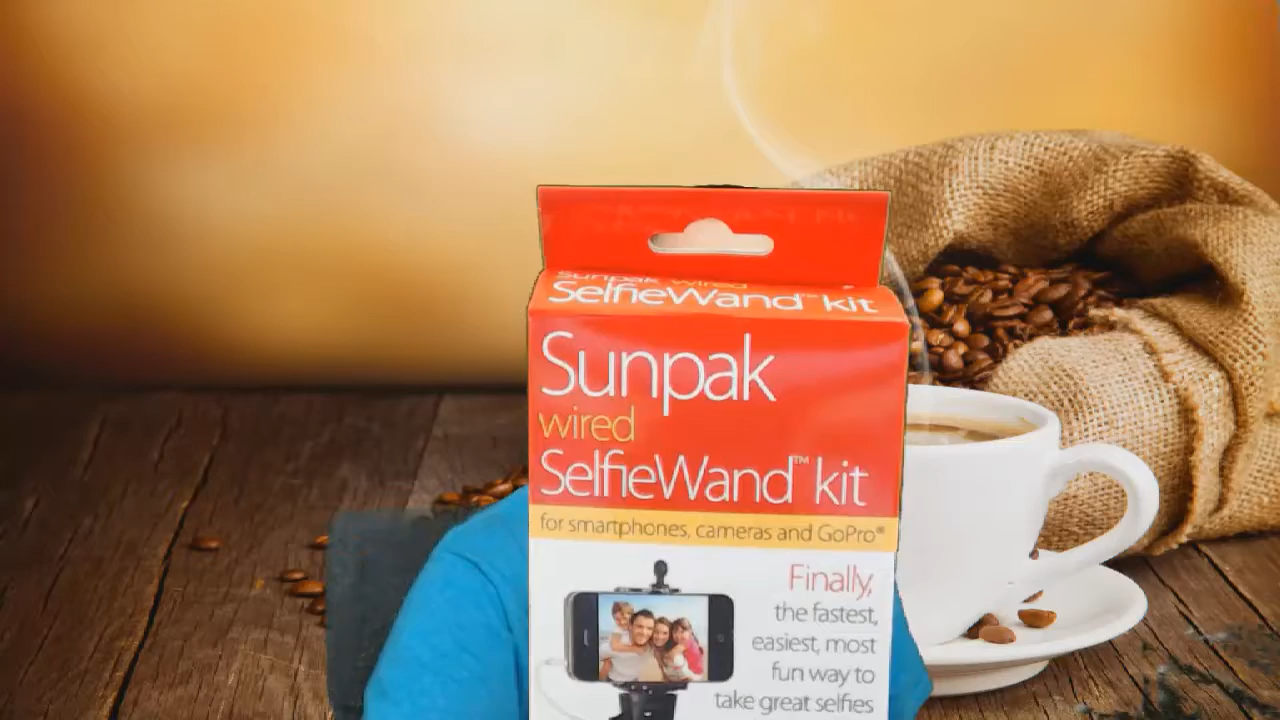 Sunpak wired
SelfieWand™ kit
Sunpak
wired
SelfieWand™ kit
for smartphones, cameras and GoPro®
Finally,
the fastest,
easiest, most
fun way to
take great selfies